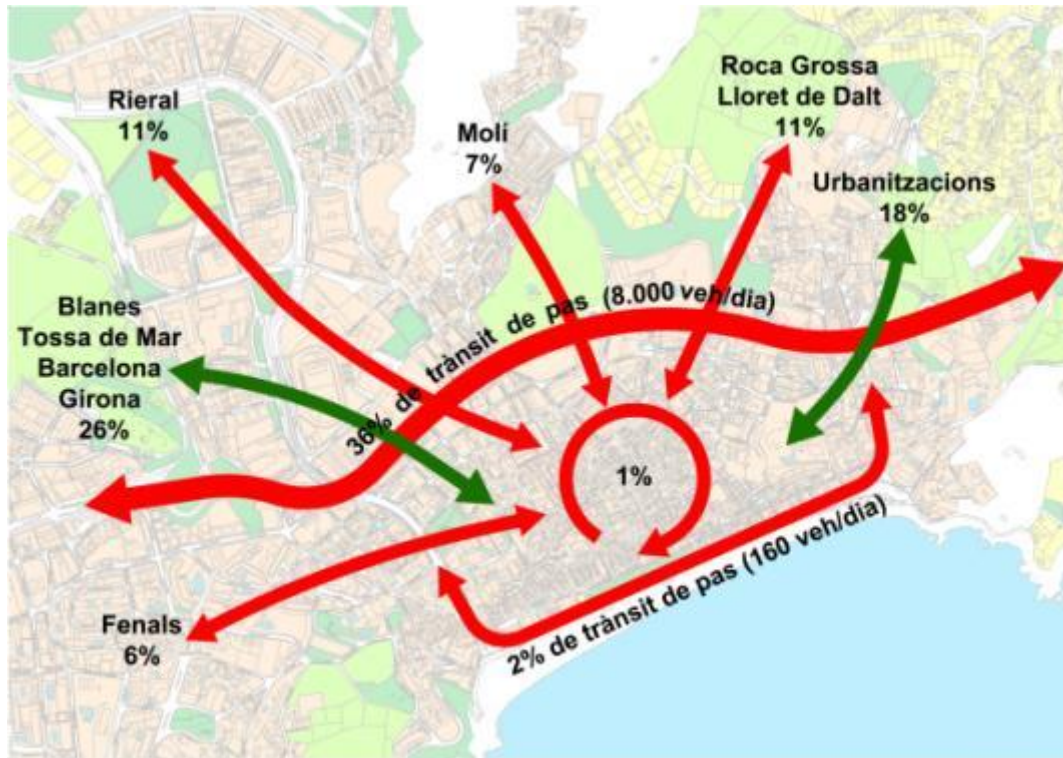 Rieral
11%
Molí
7%
Roca Grossa
Lloret de Dalt
11%
Urbanitzacions
18%
Blanes
Tossa de Mar
Barcelona
Girona
26%
36% de trànsit de pas (8.000 veh/dia)
1%
Fenals
6%
2% de trànsit de pas (160 veh/dia)